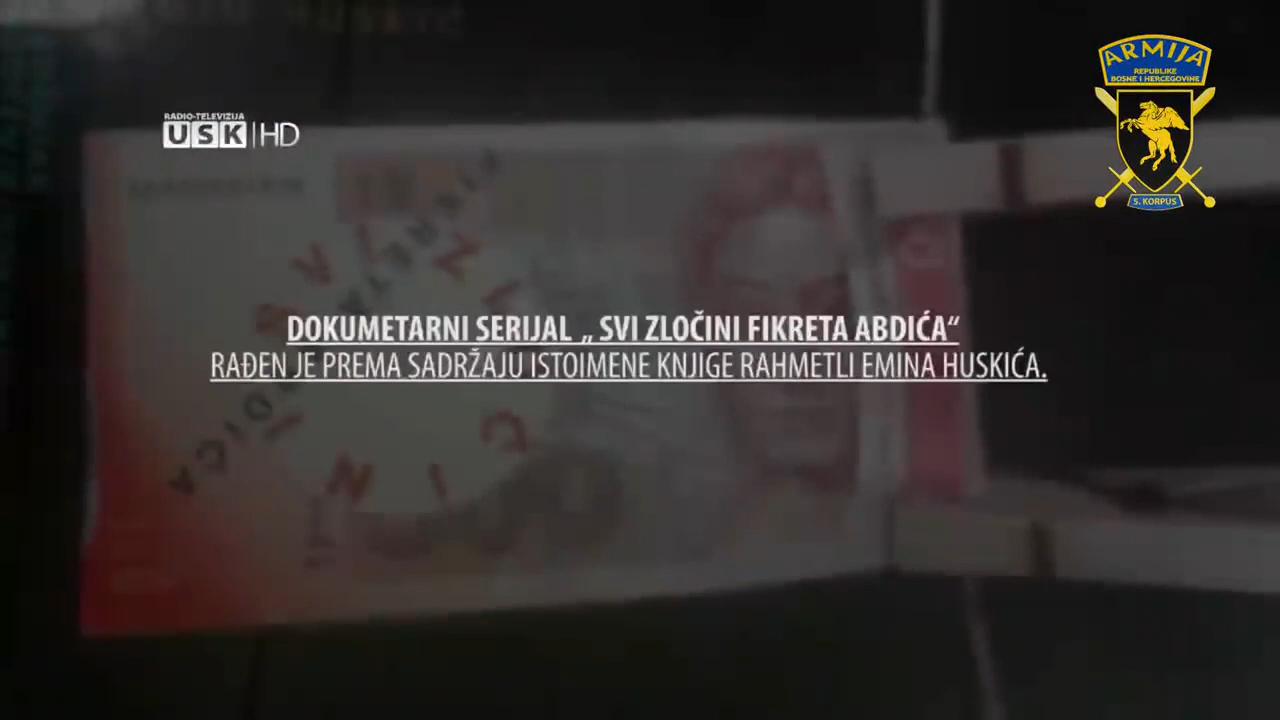 ARMIJA
REPUBLIKE
BOSNE I HERCEGOVINE
RADIO-TELEVIZIJA
USK HD
5. KORPUS
DOKUMETARNI SERIJAL „ SVI ZLOČINI FIKRETA ABDIĆA“
RAĐEN JE PREMA SADRŽAJU ISTOIMENE KNJIGE RAHMETLI EMINA HUSKIĆA.